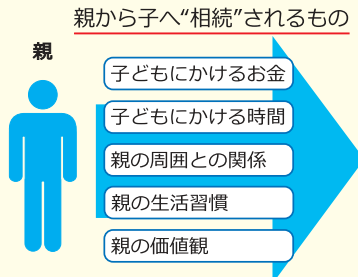 親から子へ“相続”されるもの
親
子どもにかけるお金
子どもにかける時間
親の周囲との関係
親の生活習慣
親の価値観